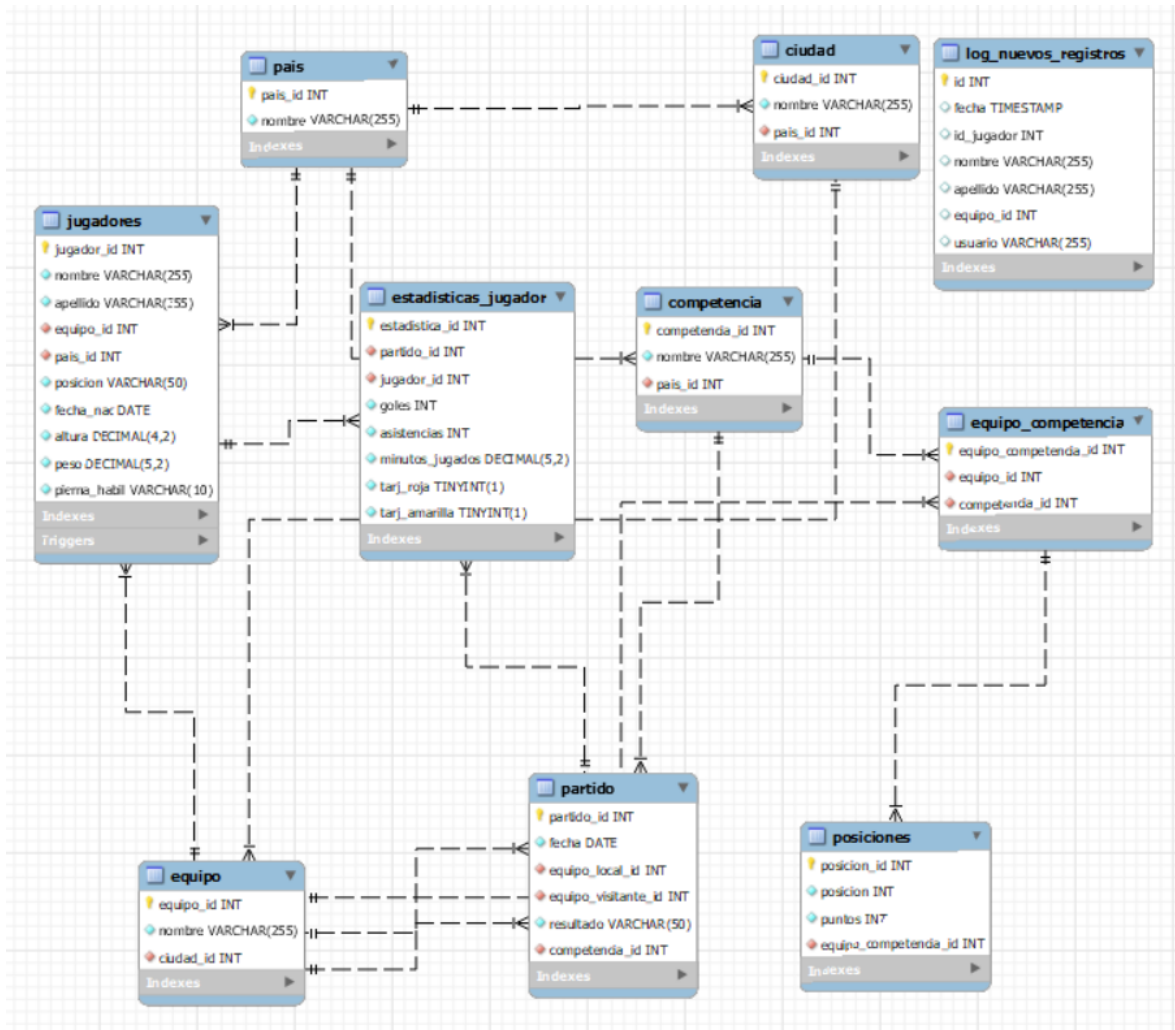 pais
pais_id INT
nombre VARCHAR(255)
Indexes
ciudad
ciudad_id INT
nombre VARCHAR(255)
pais_id INT
Indexes
log_nuevos_registros
id INT
fecha TIMESTAMP
id_jugador INT
nombre VARCHAR(255)
apellido VARCHAR(255)
equipo_id INT
usuario VARCHAR(255)
Indexes
jugadores
jugador_id INT
nombre VARCHAR(255)
apellido
equipo_id INT
pais_id INT
posicion VARCHAR(50)
fecha_nac DATE
altura DECIMAL(4,2)
peso DECIMAL(5,2)
pierna_habil VARCHAR(10)
Indexes
Triggers
estadisticas_jugador
estadistica_id INT
partido_id INT
jugador_id INT
goles INT
asistencias INT
minutos_jugados DECIMAL(5,2)
tarj_roja TINYINT(1)
tarj_amarilla TINYINT(1)
Indexes
competencia
competencia_id INT
nombre VARCHAR(255)
pais_id INT
Indexes
equipo_competencia
equipo_competencia_id INT
equipo_id INT
competencia_id INT
Indexes
equipo
equipo_id INT
nombre VARCHAR(255)
ciudad_id INT
Indexes
partido
partido_id INT
fecha DATE
equipo_local_id INT
equipo_visitante_id INT
resultado VARCHAR(50)
competencia_id INT
Indexes
posiciones
posicion_id INT
posicion INT
puntos INT
equipo_competencia_id INT
Indexes